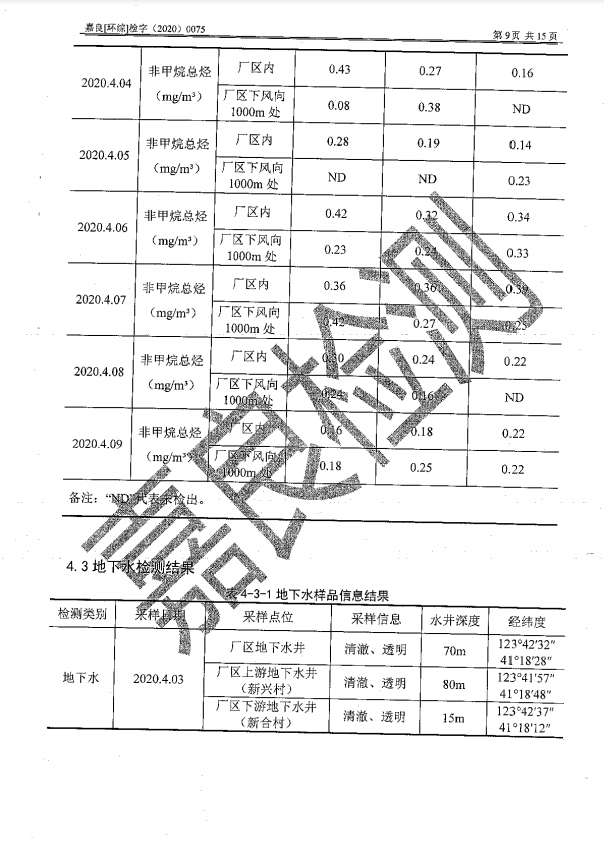 嘉良[环综]检字（2020）0075
第 9 页 共 15 页
2020.4.04 非甲烷总烃（mg/m³） 厂区内 0.43 0.27 0.16
厂区下风向1000m 处 0.08 0.38 ND
2020.4.05 非甲烷总烃（mg/m³） 厂区内 0.28 0.19 0.14
厂区下风向1000m 处 ND ND 0.23
2020.4.06 非甲烷总烃（mg/m³） 厂区内 0.42 0.32 0.34
厂区下风向1000m 处 0.23 0.24 0.33
2020.4.07 非甲烷总烃（mg/m³） 厂区内 0.36 0.36 0.39
厂区下风向1000m 处 0.42 0.27 0.25
2020.4.08 非甲烷总烃（mg/m³） 厂区内 0.30 0.24 0.22
厂区下风向1000m 处 0.24 0.16 ND
2020.4.09 非甲烷总烃（mg/m³） 厂区内 0.16 0.18 0.22
厂区下风向1000m 处 0.18 0.25 0.22
备注：“ND”代表未检出。
嘉良检测
4.3 地下水检测结果
表 4-3-1 地下水样品信息结果
检测类别 采样日期 采样点位 采样信息 水井深度 经纬度
地下水 2020.4.03 厂区地下水井 清澈、透明 70m 123°42′32″ 41°18′28″
厂区上游地下水井（新兴村） 清澈、透明 80m 123°41′57″ 41°18′48″
厂区下游地下水井（新合村） 清澈、透明 15m 123°42′37″ 41°18′12″